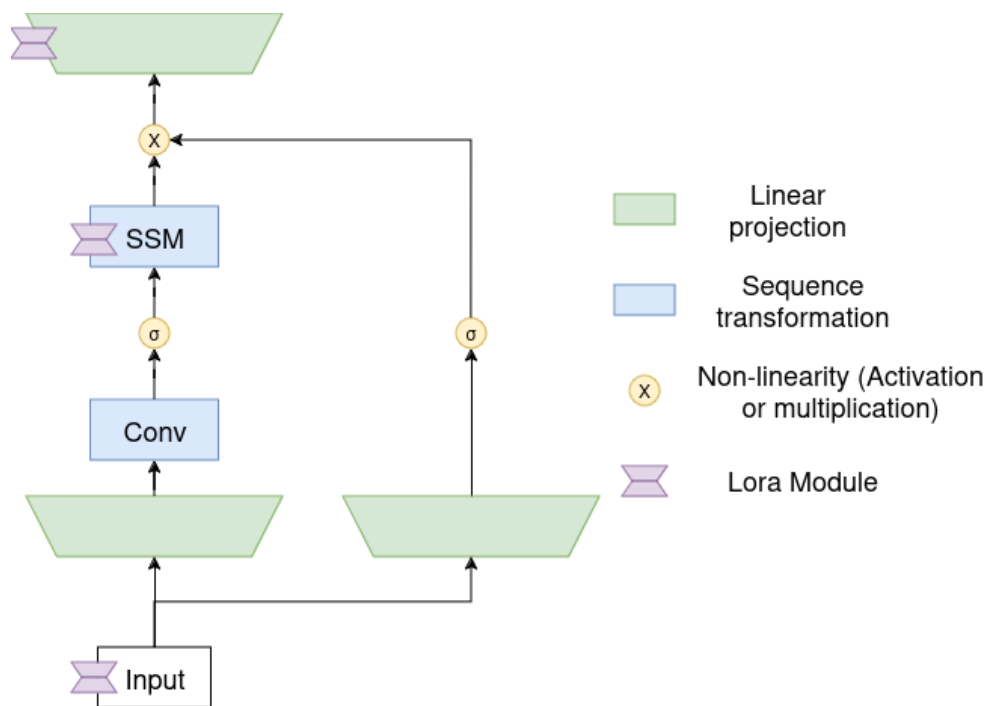 X
SSM
σ
σ
Conv
Input
Linear
projection
Sequence
transformation
X
Non-linearity (Activation
or multiplication)
Lora Module